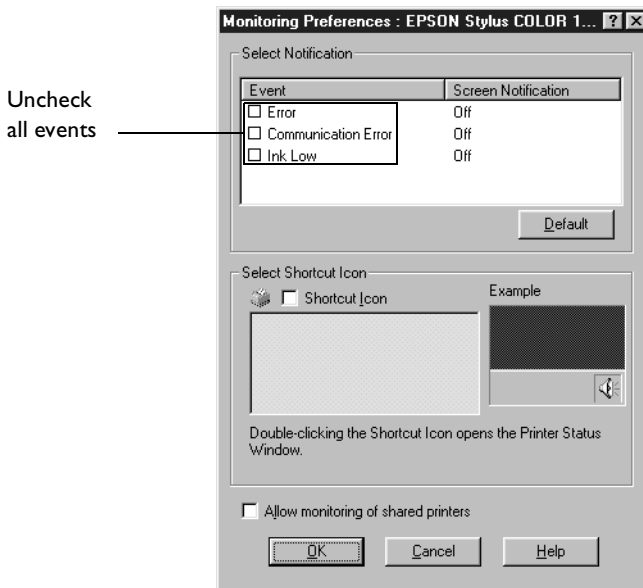 Monitoring Preferences : EPSON Stylus COLOR 1... ? X
Select Notification
Uncheck
all events
Event Screen Notification
Error Off
Communication Error Off
Ink Low Off
Default
Select Shortcut Icon
Shortcut Icon
Example
Double-clicking the Shortcut Icon opens the Printer Status
Window.
Allow monitoring of shared printers
OK Cancel Help